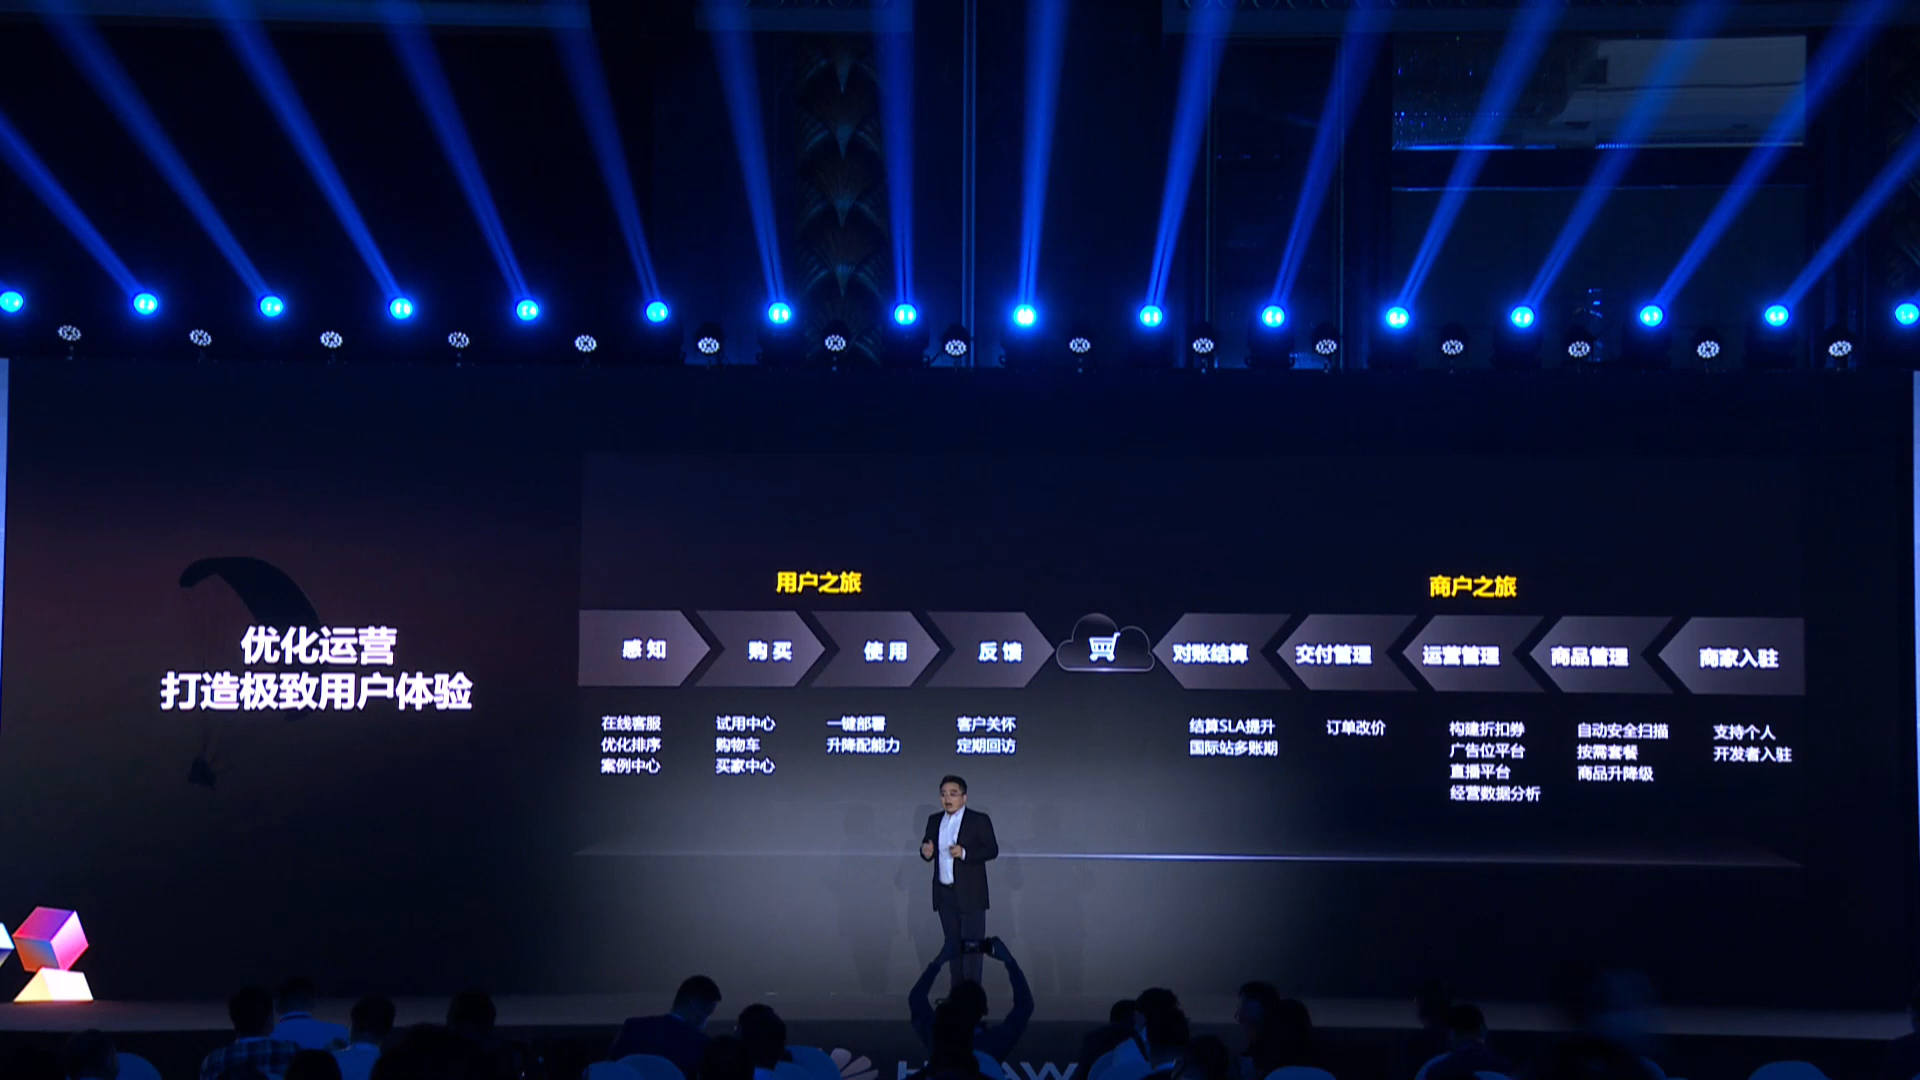 优化运营
打造极致用户体验
用户之旅
感知
购买
使用
反馈
在线客服
优化排序
案例中心
试用中心
购物车
买家中心
一键部署
升降配能力
客户关怀
定期回访
商户之旅
对账结算
交付管理
运营管理
商品管理
商家入驻
结算SLA提升
国际站多账期
订单改价
构建折扣券
广告位平台
直播平台
经营数据分析
自动安全扫描
按需套餐
商品升降级
支持个人
开发者入驻